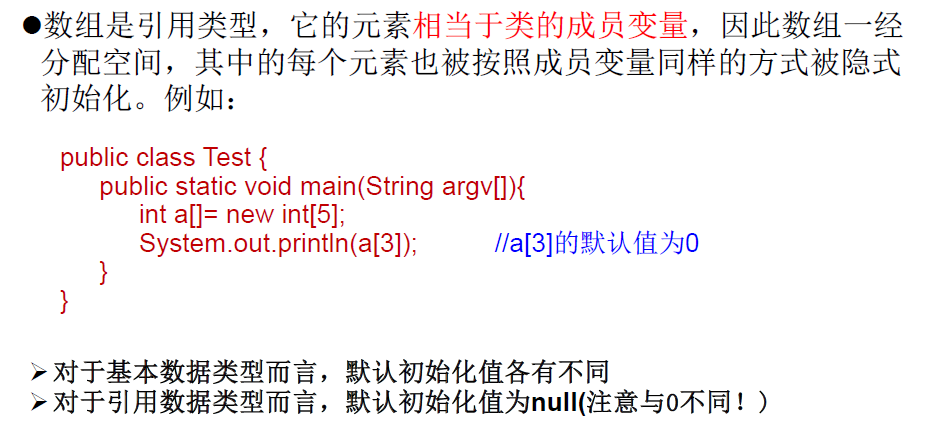 ●数组是引用类型，它的元素相当于类的成员变量，因此数组一经
分配空间，其中的每个元素也被按照成员变量同样的方式被隐式
初始化。例如：
public class Test {
public static void main(String argv[]){
int a[]= new int[5];
System.out.println(a[3]); //a[3]的默认值为0
}
}
➢对于基本数据类型而言，默认初始化值各有不同
➢对于引用数据类型而言，默认初始化值为null(注意与0不同！)